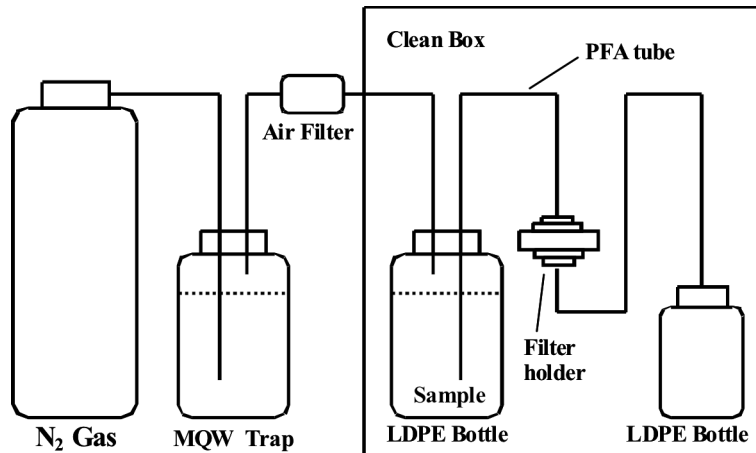 Clean Box
PFA tube
Air Filter
Filter
holder
Sample
N₂ Gas
MQW Trap
LDPE Bottle
LDPE Bottle